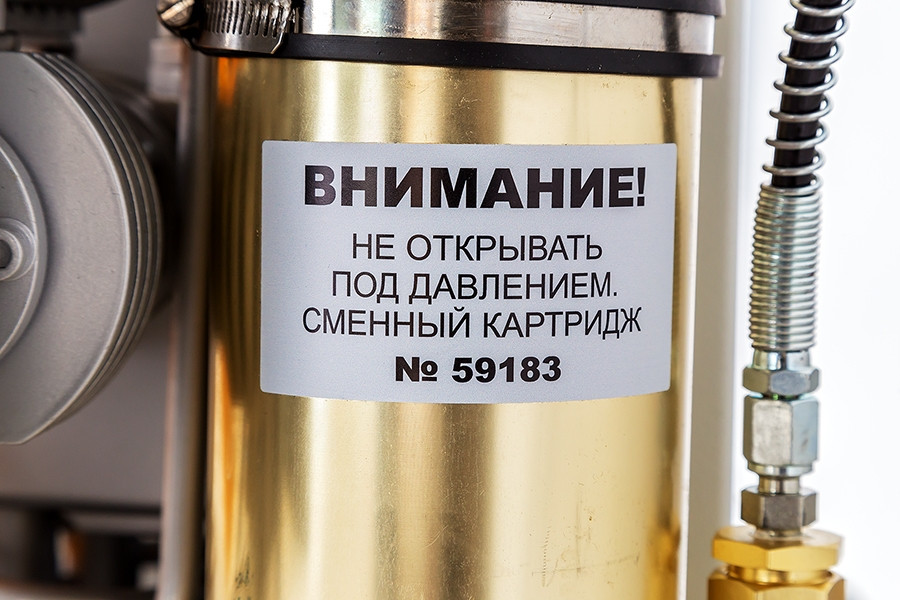 ВНИМАНИЕ!
НЕ ОТКРЫВАТЬ
ПОД ДАВЛЕНИЕМ.
СМЕННЫЙ КАРТРИДЖ
№ 59183